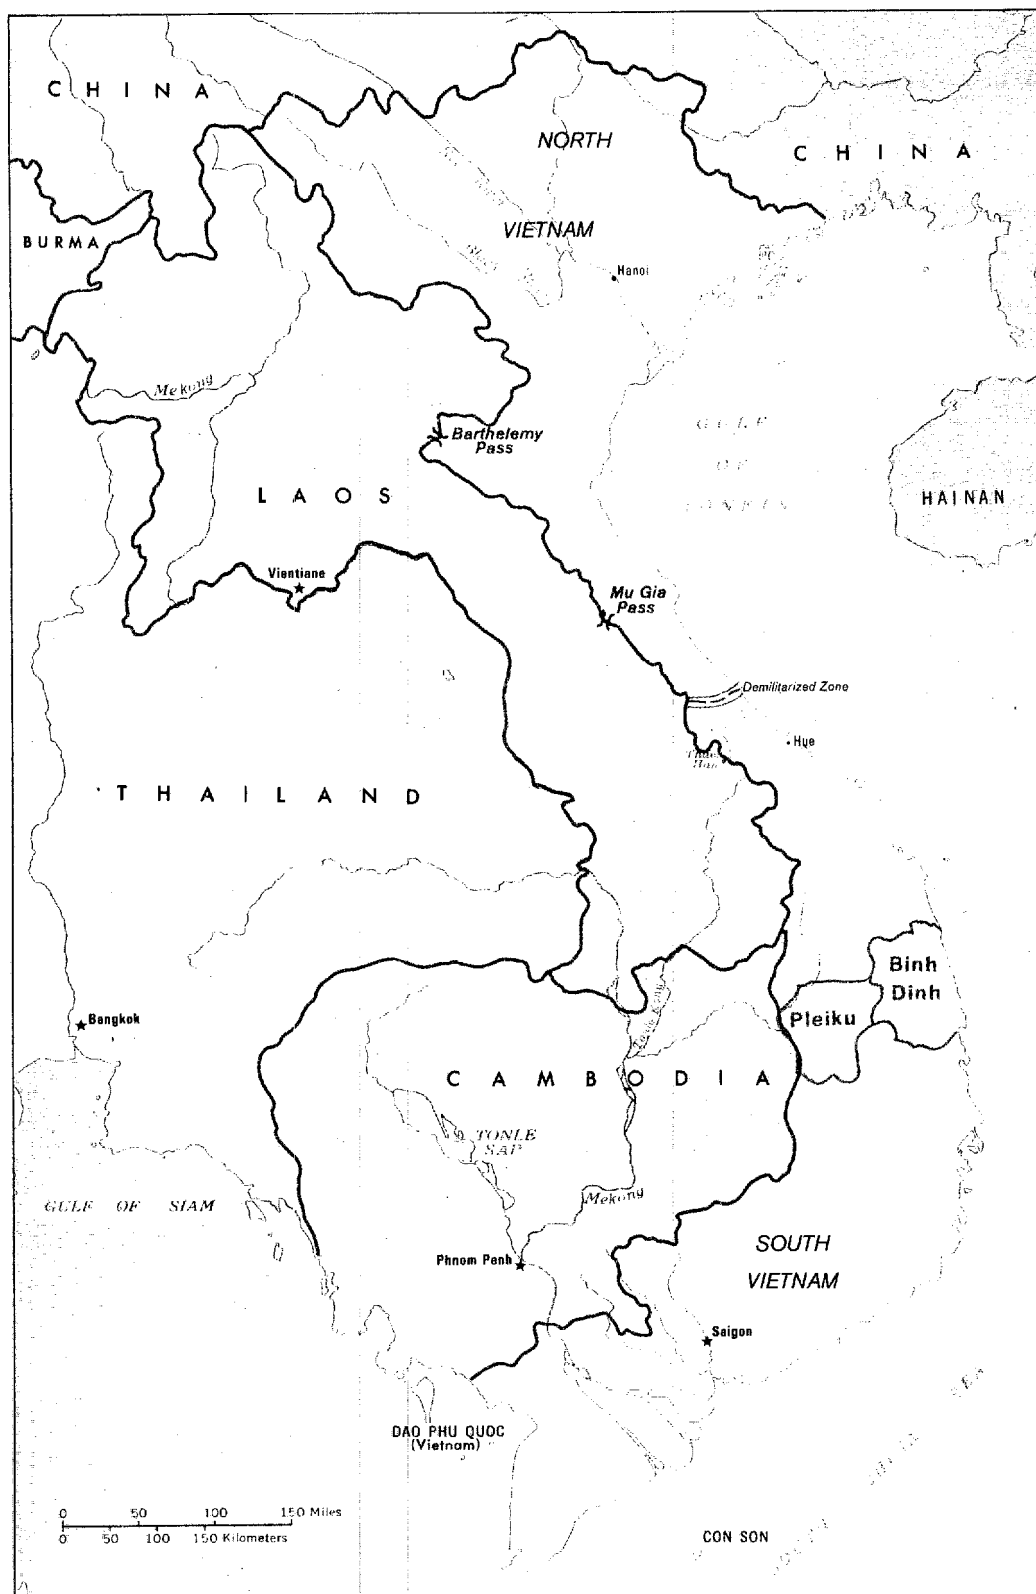 CHINA
NORTH
CHINA
VIETNAM
BURMA
Hanoi
Mekong
GULF
OF
Barthelemy
Pass
LAOS
HAINAN
Vientiane
Mu Gia
Pass
Demilitarized Zone
Hue
THAILAND
Binh
Dinh
Pleiku
Bangkok
CAMBODIA
TONLE
SAP
Mekong
GULF OF SIAM
SOUTH
VIETNAM
Phnom Penh
Saigon
DAO PHU QUOC
(Vietnam)
0 50 100 150 Miles
0 50 100 150 Kilometers
CON SON